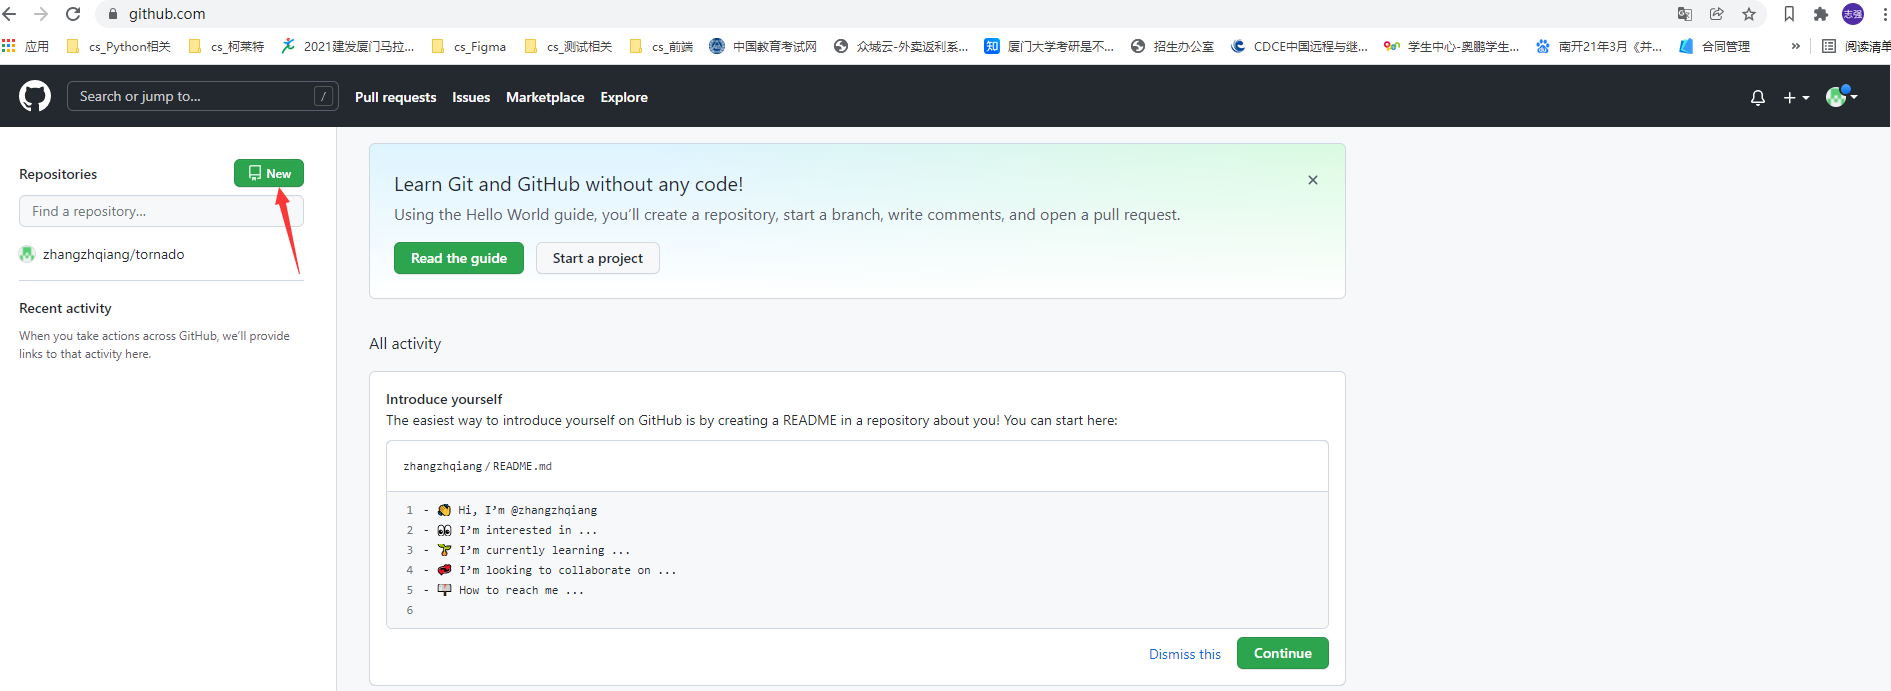 github.com
志强
应用
cs_Python相关
cs_柯莱特
2021建发厦门马拉...
cs_Figma
cs_测试相关
cs_前端
中国教育考试网
众城云-外卖返利系...
知
厦门大学考研是不...
招生办公室
CDCE中国远程与继...
学生中心-奥鹏学生...
南开21年3月《并...
合同管理
»
阅读清单
Search or jump to...
/
Pull requests
Issues
Marketplace
Explore
Repositories
New
Find a repository...
zhangzhqiang/tornado
Recent activity
When you take actions across GitHub, we’ll provide
links to that activity here.
Learn Git and GitHub without any code!
Using the Hello World guide, you’ll create a repository, start a branch, write comments, and open a pull request.
Read the guide
Start a project
All activity
Introduce yourself
The easiest way to introduce yourself on GitHub is by creating a README in a repository about you! You can start here:
zhangzhqiang/README.md
1 - 👋 Hi, I’m @zhangzhqiang
2 - 👀 I’m interested in ...
3 - 🌱 I’m currently learning ...
4 - 💞️ I’m looking to collaborate on ...
5 - 📫 How to reach me ...
6
Dismiss this
Continue